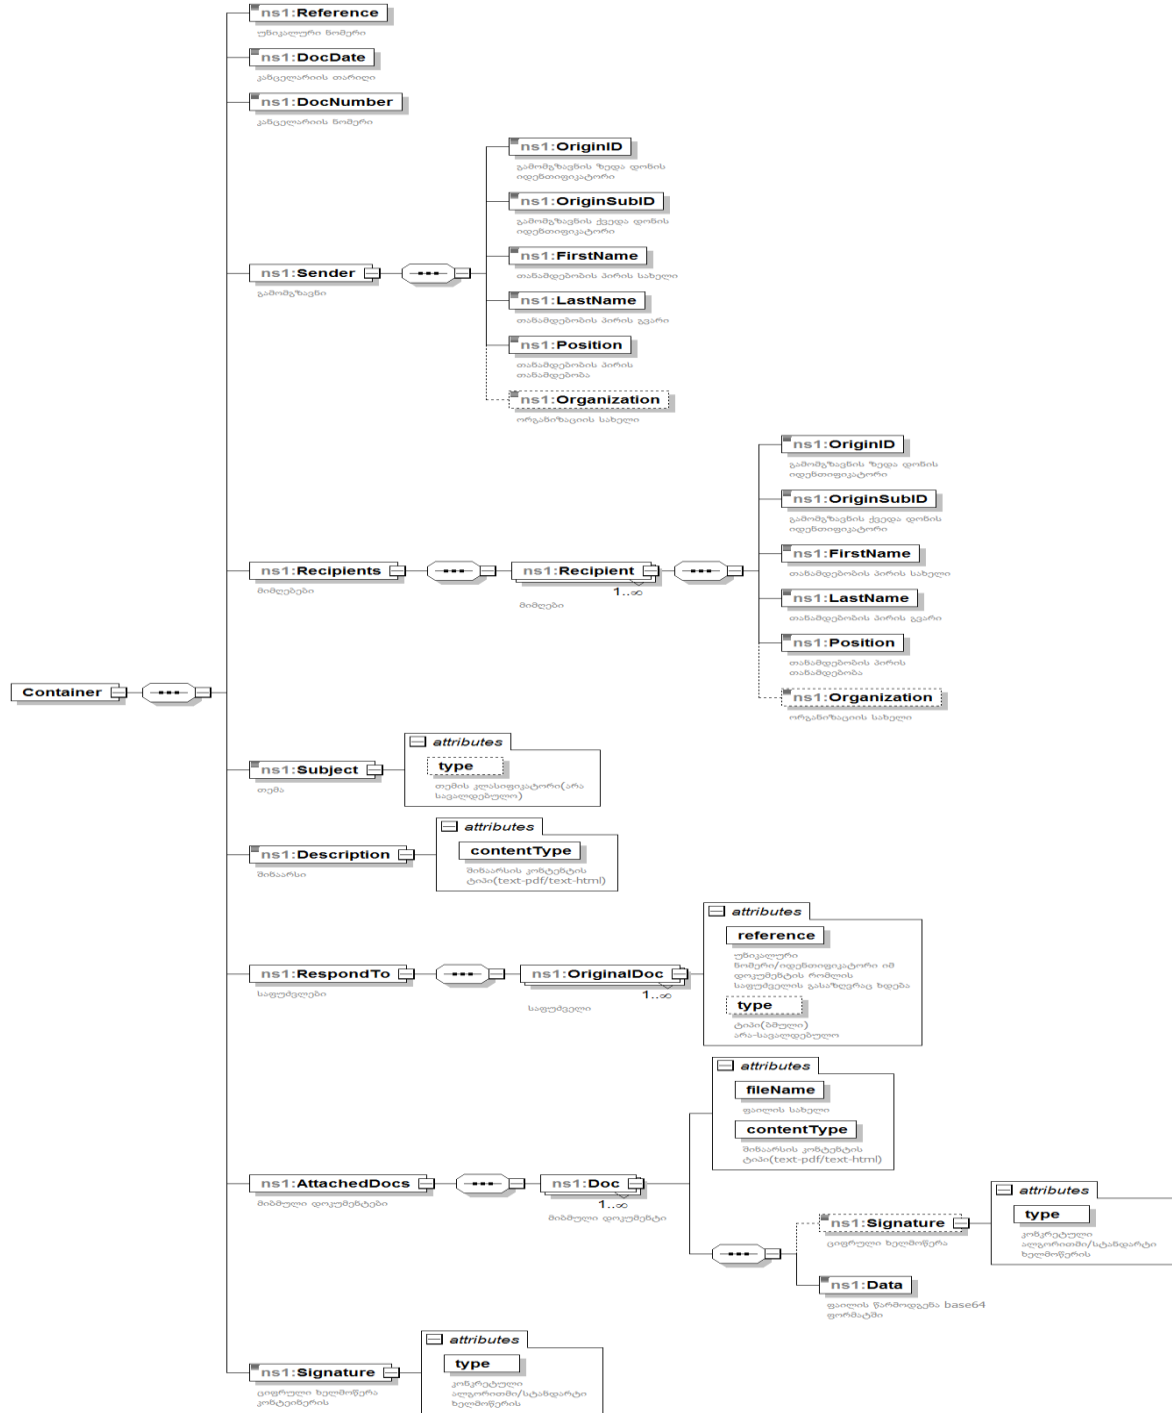 ns1:Reference
უნიკალური ნომერი
ns1:DocDate
კანცელარიის თარიღი
ns1:DocNumber
კანცელარიის ნომერი
ns1:OriginID
გამომგზავნის ზედა დონის
იდენთიფიკატორი
ns1:OriginSubID
გამომგზავნის ქვედა დონის
იდენთიფიკატორი
ns1:FirstName
თანამდებობის პირის სახელი
ns1:Sender
გამომგზავნი
ns1:LastName
თანამდებობის პირის გვარი
ns1:Position
თანამდებობის პირის
თანამდებობა
ns1:Organization
ორგანიზაციის სახელი
ns1:OriginID
გამომგზავნის ზედა დონის
იდენთიფიკატორი
ns1:OriginSubID
გამომგზავნის ქვედა დონის
იდენთიფიკატორი
ns1:FirstName
თანამდებობის პირის სახელი
ns1:Recipients
მიმღებები
ns1:Recipient
1..∞
მიმღები
ns1:LastName
თანამდებობის პირის გვარი
ns1:Position
თანამდებობის პირის
თანამდებობა
ns1:Organization
ორგანიზაციის სახელი
Container
ns1:Subject
თემა
attributes
type
თემის კლასიფიკატორი(არა
სავალდებულო)
ns1:Description
შინაარსი
attributes
contentType
შინაარსის კონტენტის
ტიპი(text-pdf/text-html)
ns1:RespondTo
საფუძვლები
ns1:OriginalDoc
1..∞
საფუძველი
attributes
reference
უნიკალური
ნომერი/იდენთიფიკატორი იმ
დოკუმენტის რომლის
საფუძველის გასაზღვრაც ხდება
type
ტიპი(ბმული)
არა-სავალდებულო
attributes
fileName
ფაილის სახელი
contentType
შინაარსის კონტენტის
ტიპი(text-pdf/text-html)
ns1:AttachedDocs
მიბმული დოკუმენტები
ns1:Doc
1..∞
მიბმული დოკუმენტი
ns1:Signature
ციფრული ხელმოწერა
attributes
type
კონკრეტული
ალგორითმი/სტანდარტი
ხელმოწერის
ns1:Data
ფაილის წარმოდგენა base64
ფორმატში
ns1:Signature
ციფრული ხელმოწერა
კონტეინერის
attributes
type
კონკრეტული
ალგორითმი/სტანდარტი
ხელმოწერის